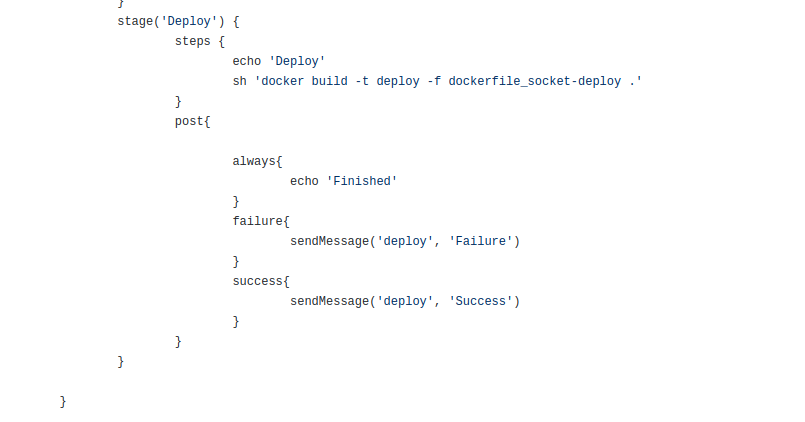 }
stage('Deploy') {
steps {
echo 'Deploy'
sh 'docker build -t deploy -f dockerfile_socket-deploy .'
}
post{
always{
echo 'Finished'
}
failure{
sendMessage('deploy', 'Failure')
}
success{
sendMessage('deploy', 'Success')
}
}
}
}